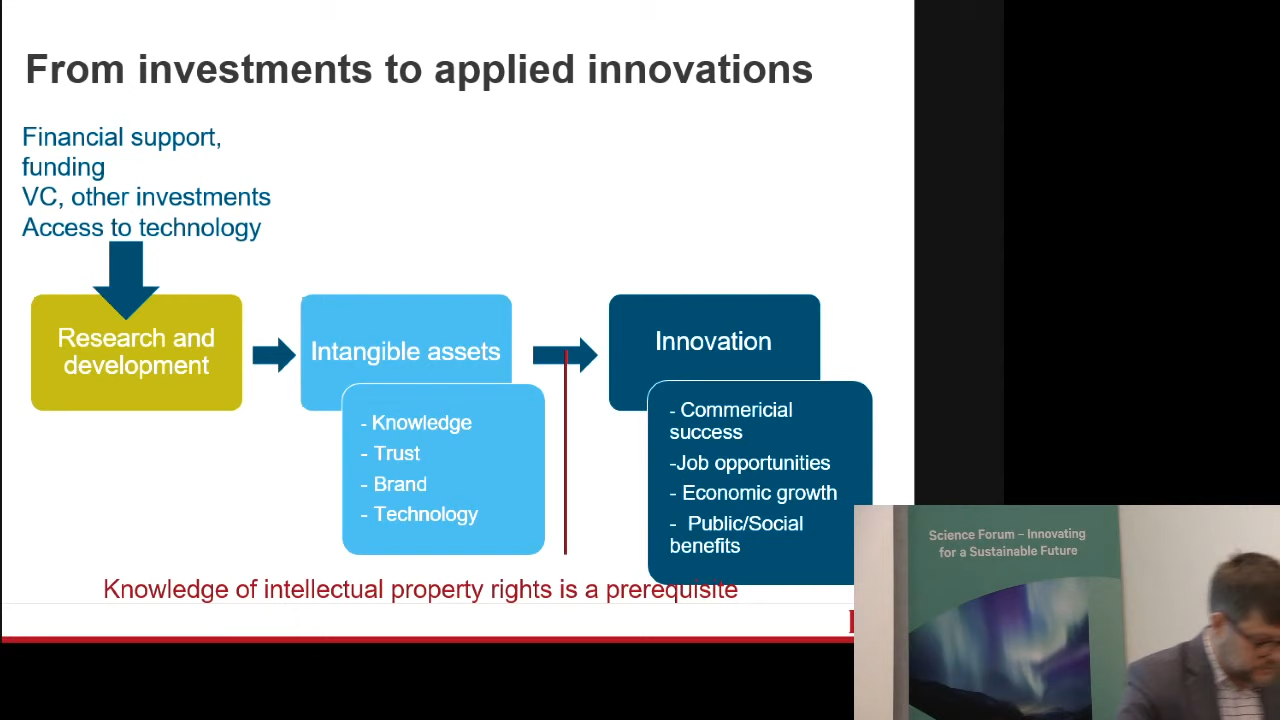 From investments to applied innovations
Financial support,
funding
VC, other investments
Access to technology
Research and
development
Intangible assets
- Knowledge
- Trust
- Brand
- Technology
Innovation
- Commericial
success
-Job opportunities
- Economic growth
- Public/Social
benefits
Knowledge of intellectual property rights is a prerequisite
Science Forum – Innovating
for a Sustainable Future